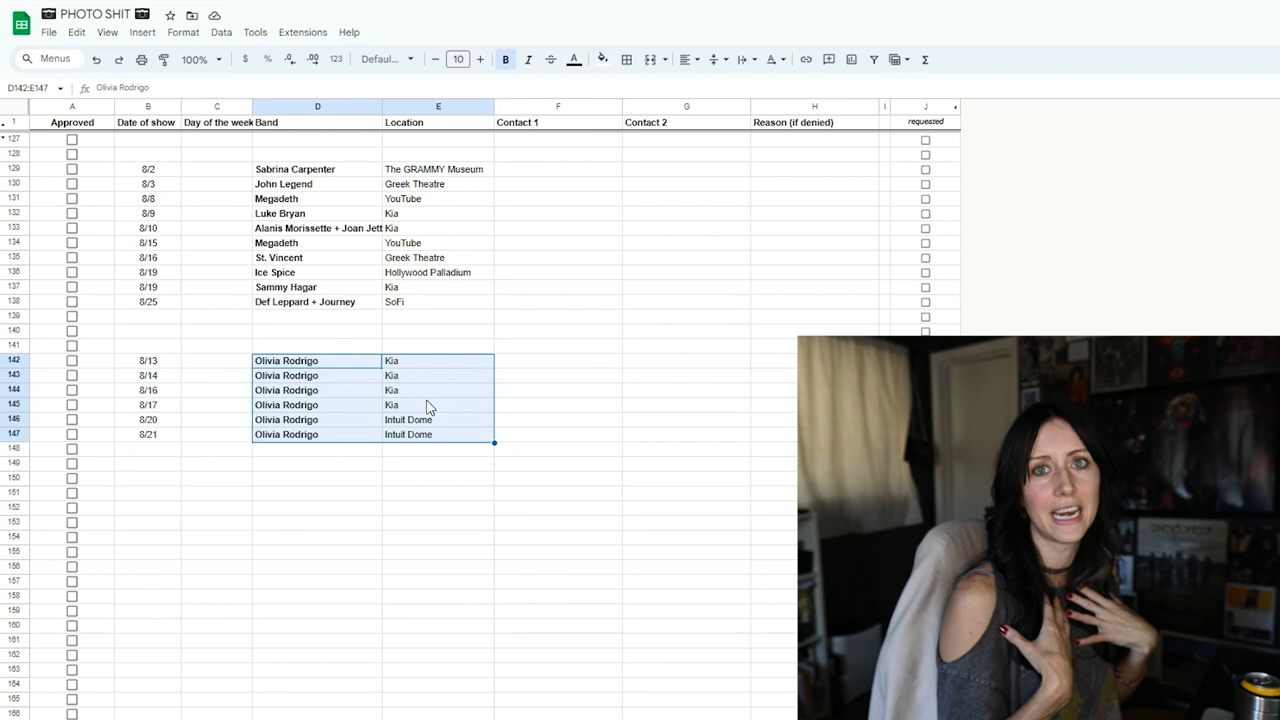 PHOTO SHIT
File Edit View Insert Format Data Tools Extensions Help
Menus 100% $ % .0 .00 123 Defaul... 10 B I A Σ
D142:E147 fx Olivia Rodrigo
A B C D E F G H I J
1 Approved Date of show Day of the week Band Location Contact 1 Contact 2 Reason (if denied) requested
127
128
129 8/2 Sabrina Carpenter The GRAMMY Museum
130 8/3 John Legend Greek Theatre
131 8/8 Megadeth YouTube
132 8/9 Luke Bryan Kia
133 8/10 Alanis Morissette + Joan Jett Kia
134 8/15 Megadeth YouTube
135 8/16 St. Vincent Greek Theatre
136 8/19 Ice Spice Hollywood Palladium
137 8/19 Sammy Hagar Kia
138 8/25 Def Leppard + Journey SoFi
139
140
141
142 8/13 Olivia Rodrigo Kia
143 8/14 Olivia Rodrigo Kia
144 8/16 Olivia Rodrigo Kia
145 8/17 Olivia Rodrigo Kia
146 8/20 Olivia Rodrigo Intuit Dome
147 8/21 Olivia Rodrigo Intuit Dome
148
149
150
151
152
153
154
155
156
157
158
159
160
161
162
163
164
165
166